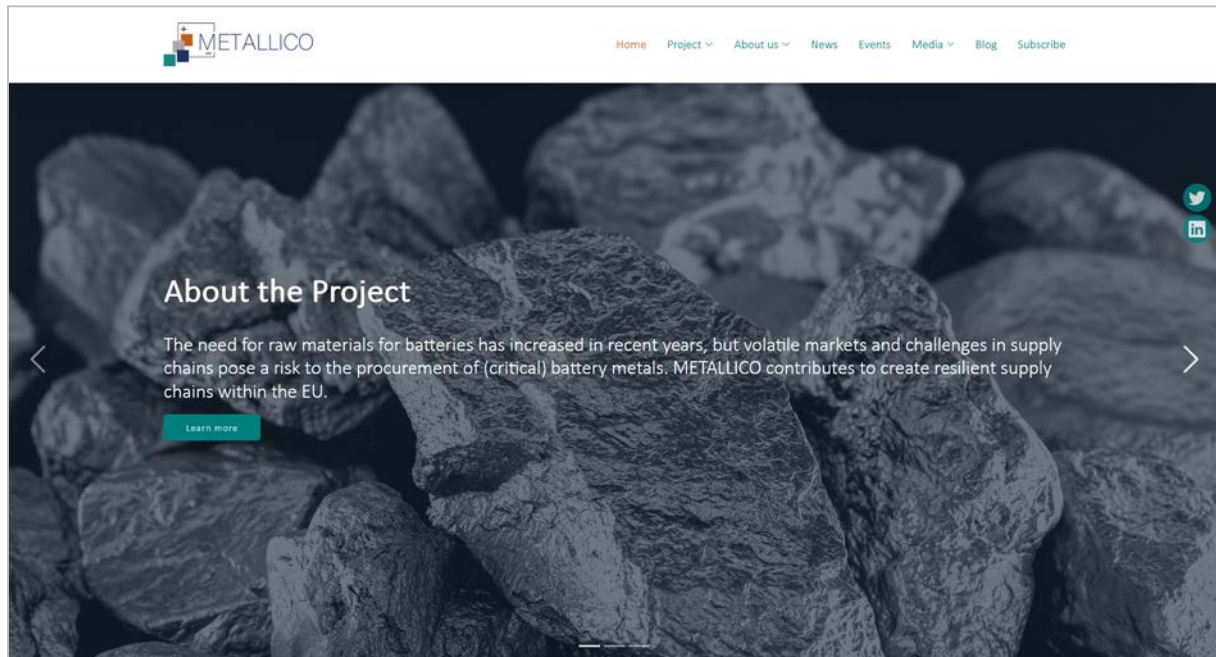 METALLICO
Home Project About us News Events Media Blog Subscribe
About the Project
The need for raw materials for batteries has increased in recent years, but volatile markets and challenges in supply
chains pose a risk to the procurement of (critical) battery metals. METALLICO contributes to create resilient supply
chains within the EU.
Learn more
in